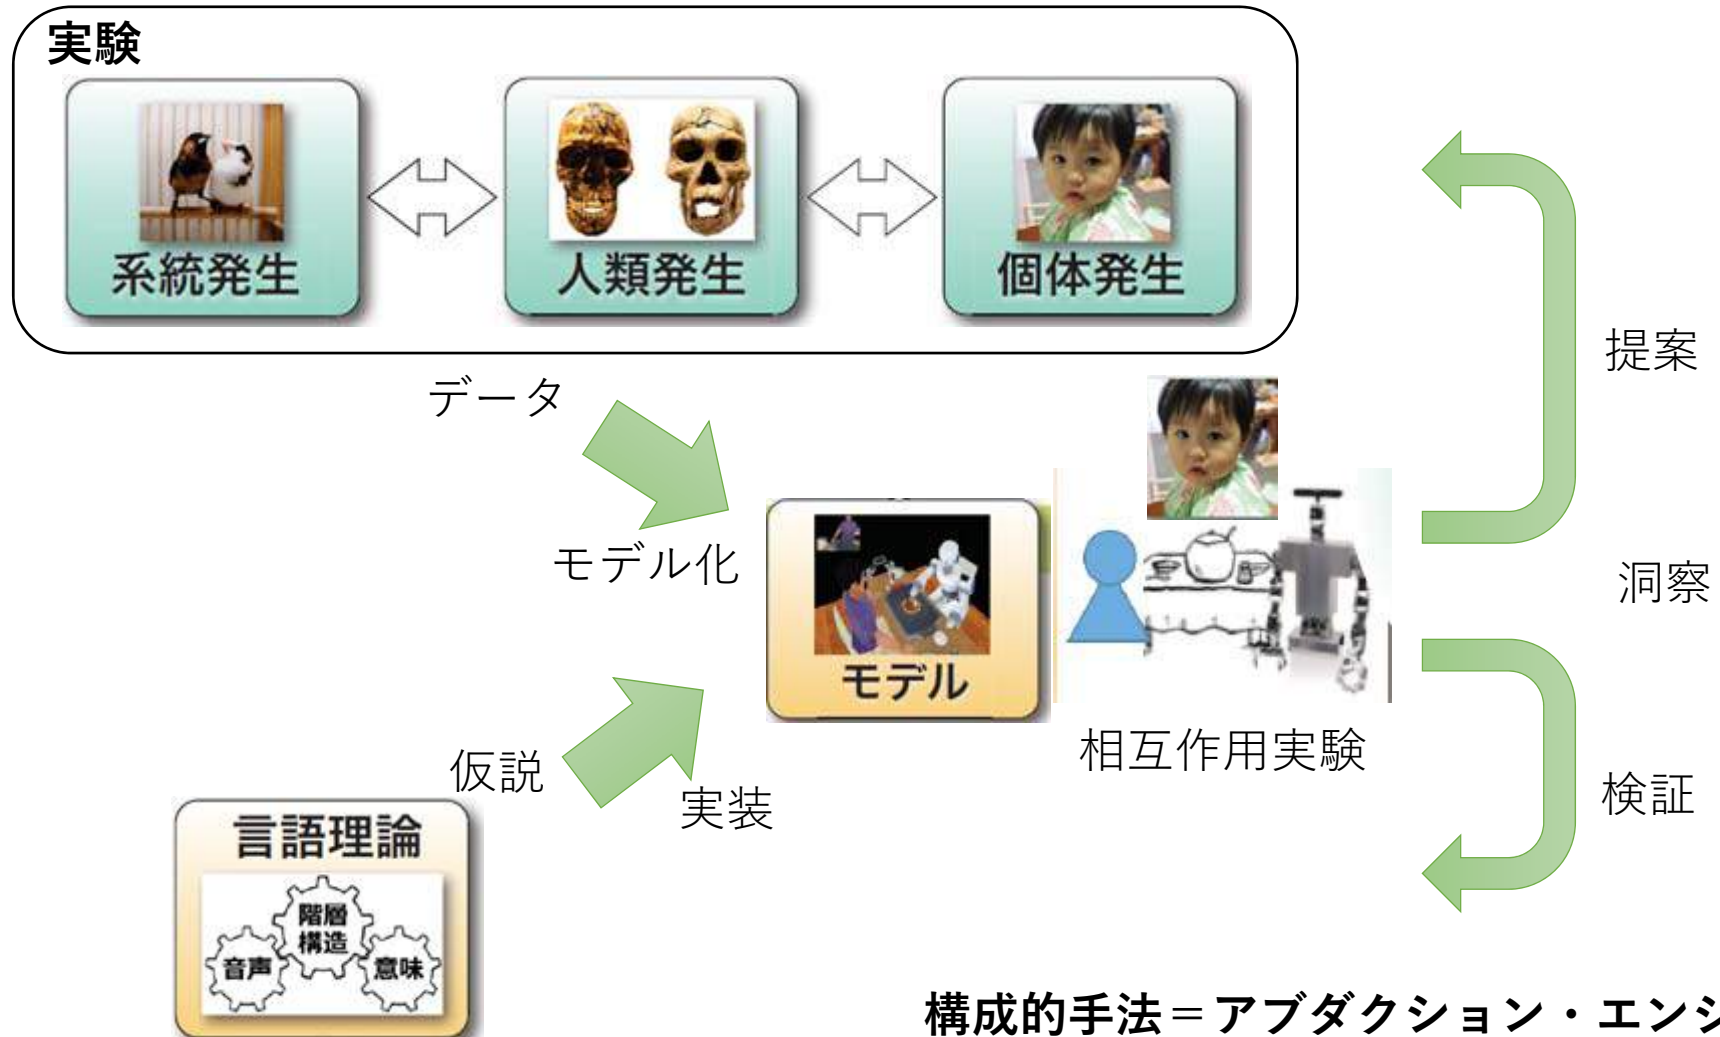 実験
系統発生
人類発生
個体発生
提案
データ
モデル化
洞察
モデル
相互作用実験
仮説
実装
検証
言語理論
階層
構造
音声
意味
構成的手法＝アブダクション・エンジ